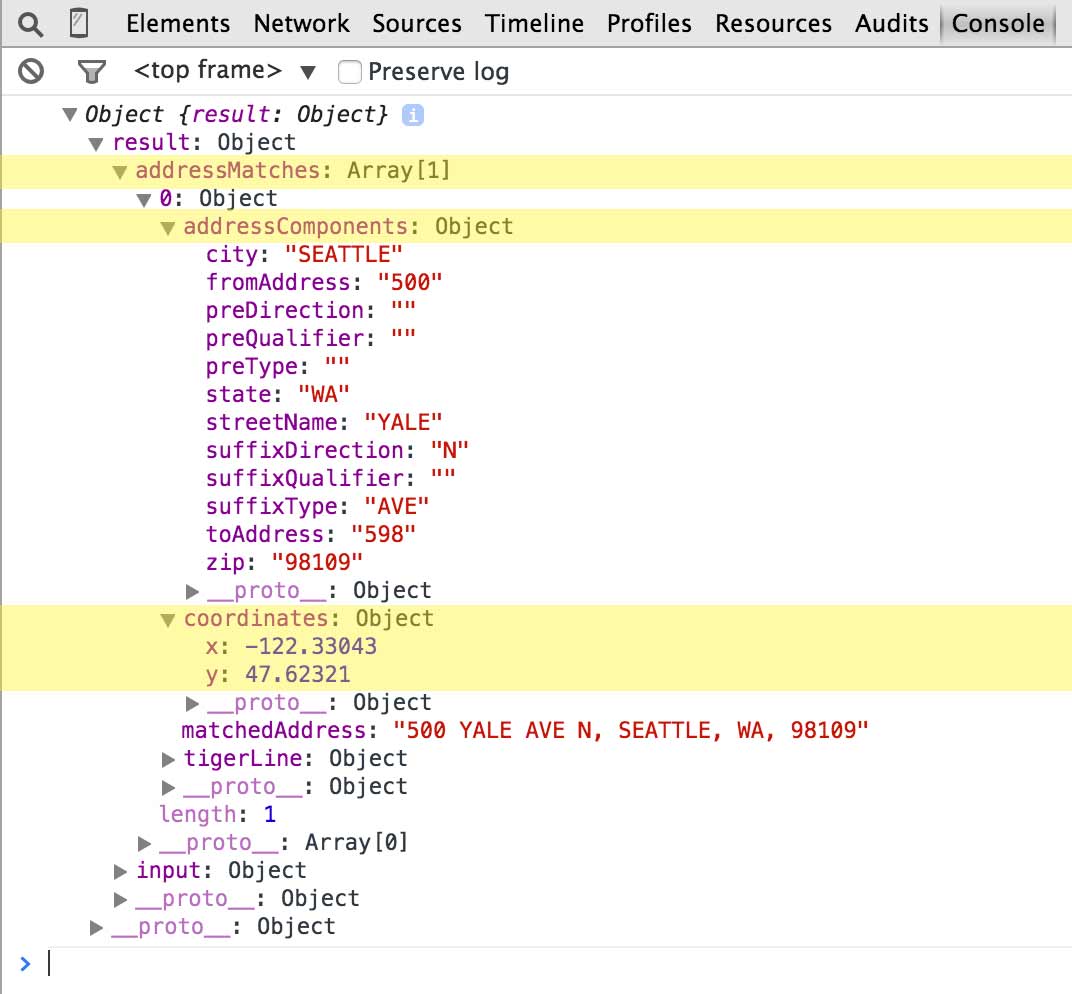 Elements Network Sources Timeline Profiles Resources Audits Console
<top frame> ▼ Preserve log
▼ Object {result: Object} i
▼ result: Object
▼ addressMatches: Array[1]
▼ 0: Object
▼ addressComponents: Object
city: "SEATTLE"
fromAddress: "500"
preDirection: ""
preQualifier: ""
preType: ""
state: "WA"
streetName: "YALE"
suffixDirection: "N"
suffixQualifier: ""
suffixType: "AVE"
toAddress: "598"
zip: "98109"
▶ __proto__: Object
▼ coordinates: Object
x: -122.33043
y: 47.62321
▶ __proto__: Object
matchedAddress: "500 YALE AVE N, SEATTLE, WA, 98109"
▶ tigerLine: Object
▶ __proto__: Object
length: 1
▶ __proto__: Array[0]
▶ input: Object
▶ __proto__: Object
▶ __proto__: Object
>